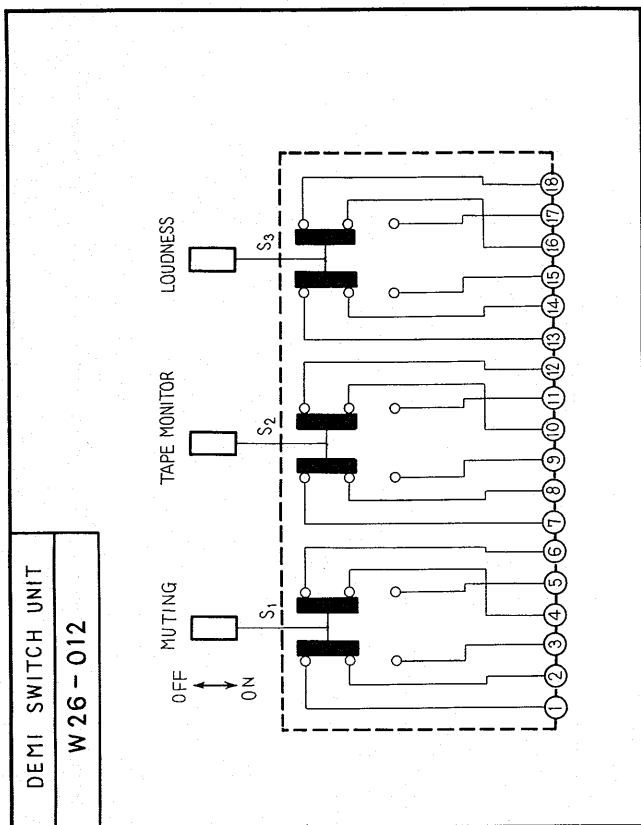 DEMI SWITCH UNIT
W26-012
MUTING
TAPE MONITOR
LOUDNESS
OFF
ON
S1
S2
S3
1 2 3 4 5 6 7 8 9 10 11 12 13 14 15 16 17 18